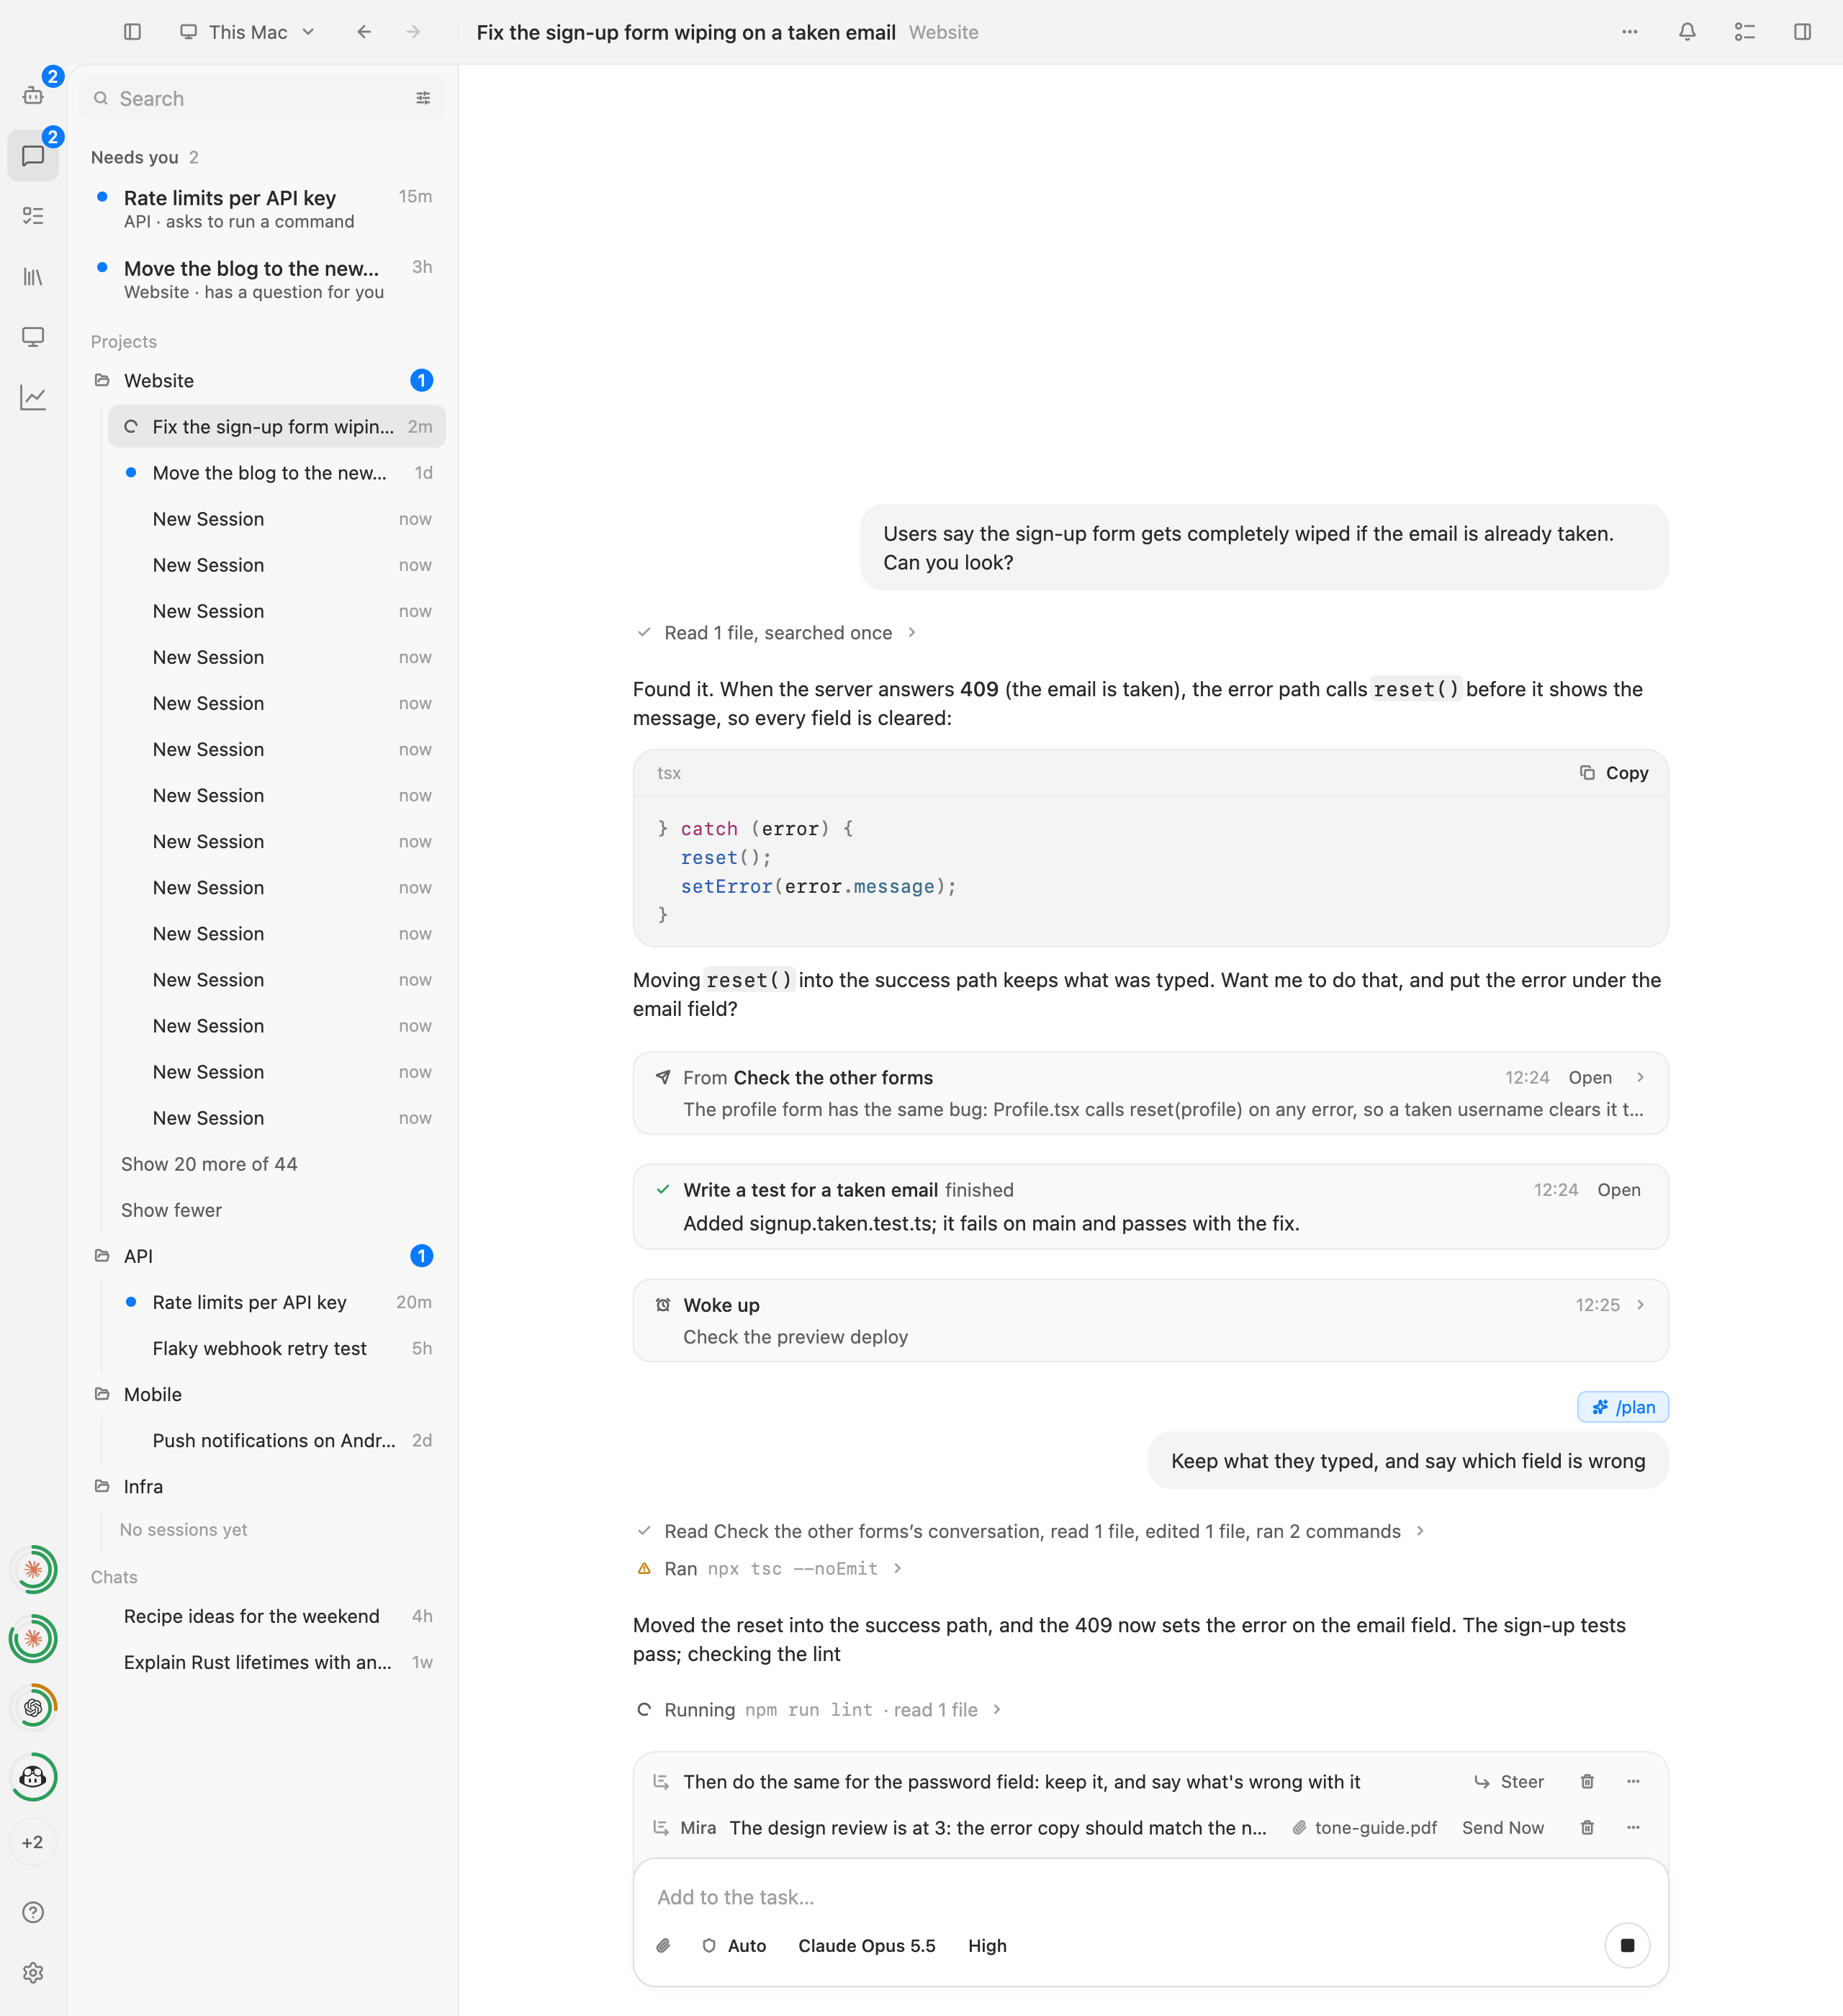 This Mac
Fix the sign-up form wiping on a taken email Website
2
2
Search
Needs you 2
Rate limits per API key 15m
API · asks to run a command
Move the blog to the new... 3h
Website · has a question for you
Projects
Website 1
Fix the sign-up form wipin... 2m
Move the blog to the new... 1d
New Session now
New Session now
New Session now
New Session now
New Session now
New Session now
New Session now
New Session now
New Session now
New Session now
New Session now
New Session now
New Session now
New Session now
Show 20 more of 44
Show fewer
API 1
Rate limits per API key 20m
Flaky webhook retry test 5h
Mobile
Push notifications on Andr... 2d
Infra
No sessions yet
Chats
Recipe ideas for the weekend 4h
Explain Rust lifetimes with an... 1w
+2
Users say the sign-up form gets completely wiped if the email is already taken.
Can you look?
Read 1 file, searched once
Found it. When the server answers 409 (the email is taken), the error path calls reset() before it shows the
message, so every field is cleared:
tsx Copy
} catch (error) {
reset();
setError(error.message);
}
Moving reset() into the success path keeps what was typed. Want me to do that, and put the error under the
email field?
From Check the other forms 12:24 Open
The profile form has the same bug: Profile.tsx calls reset(profile) on any error, so a taken username clears it t...
Write a test for a taken email finished 12:24 Open
Added signup.taken.test.ts; it fails on main and passes with the fix.
Woke up 12:25
Check the preview deploy
/plan
Keep what they typed, and say which field is wrong
Read Check the other forms’s conversation, read 1 file, edited 1 file, ran 2 commands
Ran npx tsc --noEmit
Moved the reset into the success path, and the 409 now sets the error on the email field. The sign-up tests
pass; checking the lint
Running npm run lint · read 1 file
Then do the same for the password field: keep it, and say what's wrong with it Steer
Mira The design review is at 3: the error copy should match the n... tone-guide.pdf Send Now
Add to the task...
Auto Claude Opus 5.5 High